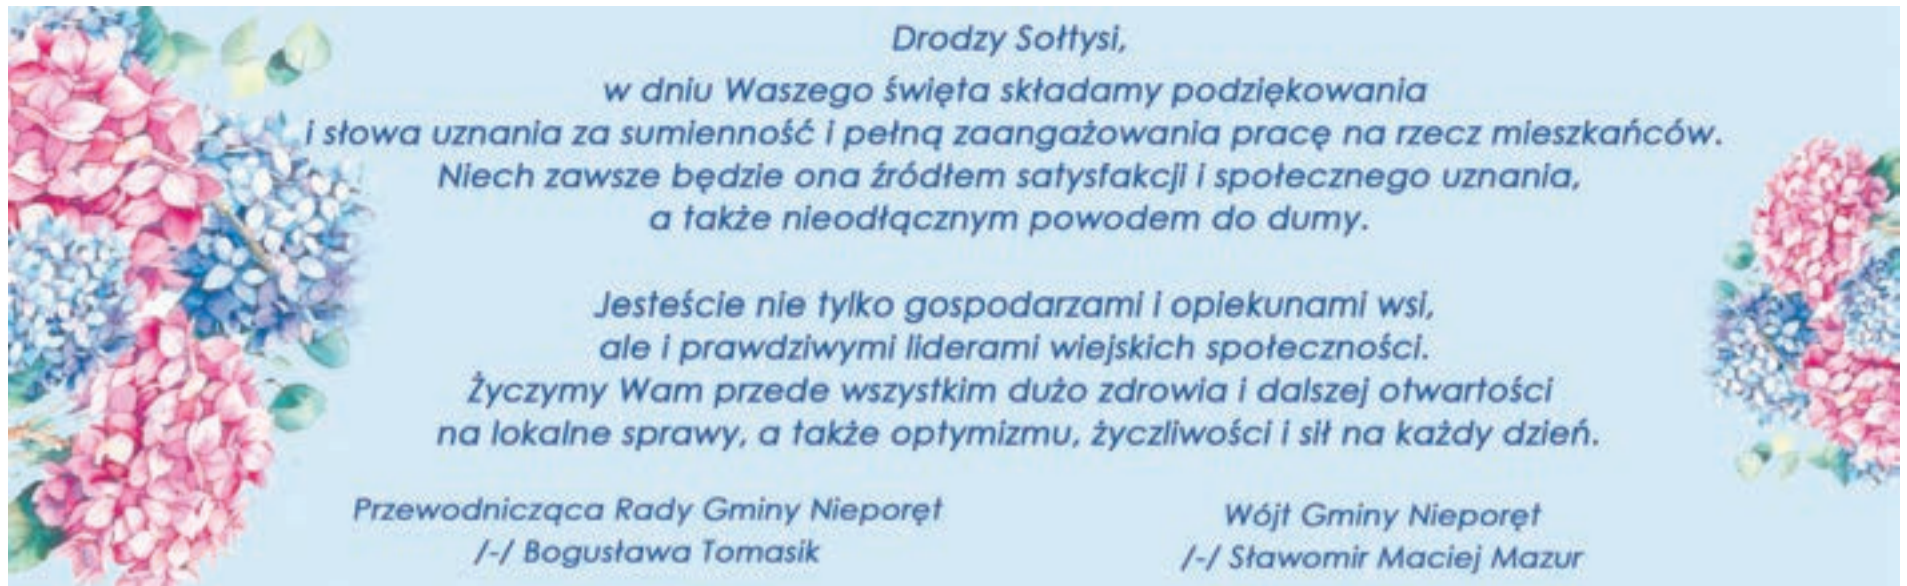 Drodzy Sołtysi,
w dniu Waszego święta składamy podziękowania
i słowa uznania za sumienność i pełną zaangażowania pracę na rzecz mieszkańców.
Niech zawsze będzie ona źródłem satysfakcji i społecznego uznania,
a także nieodłącznym powodem do dumy.
Jesteście nie tylko gospodarzami i opiekunami wsi,
ale i prawdziwymi liderami wiejskich społeczności.
Życzymy Wam przede wszystkim dużo zdrowia i dalszej otwartości
na lokalne sprawy, a także optymizmu, życzliwości i sił na każdy dzień.
Przewodnicząca Rady Gminy Nieporęt
/-/ Bogusława Tomasik
Wójt Gminy Nieporęt
/-/ Sławomir Maciej Mazur